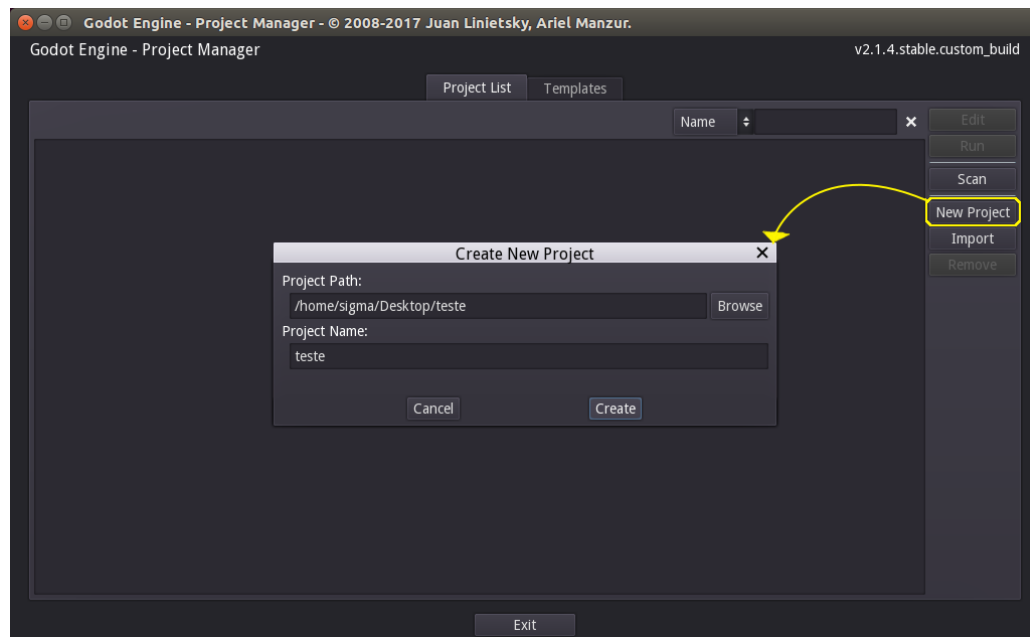 Godot Engine - Project Manager - © 2008-2017 Juan Linietsky, Ariel Manzur.
Godot Engine - Project Manager
v2.1.4.stable.custom_build
Project List
Templates
Name
Edit
Run
Scan
New Project
Import
Remove
Create New Project
Project Path:
/home/sigma/Desktop/teste
Browse
Project Name:
teste
Cancel
Create
Exit